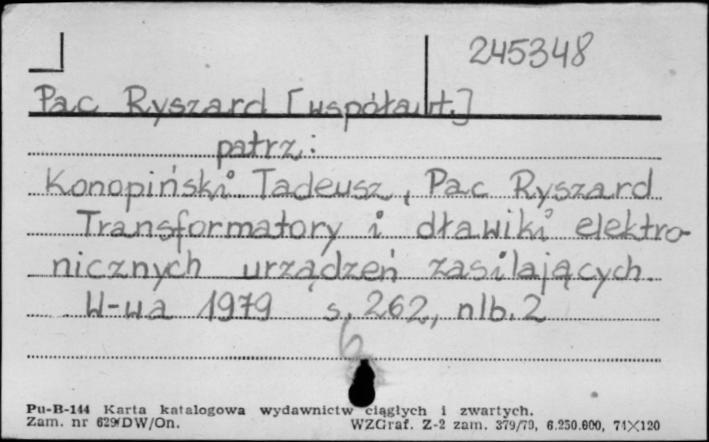 245348
Pac Ryszard [współaut.]
patrz:
Konopiński Tadeusz, Pac Ryszard
Transformatory i dławiki elektro-
nicznych urządzeń zasilających.
W-wa 1979 s. 262, nlb. 2
6
Pu-B-144 Karta katalogowa wydawnictw ciągłych i zwartych.
Zam. nr 629/DW/On. WZGraf. Z-2 zam. 379/79, 6.250.000, 74×120